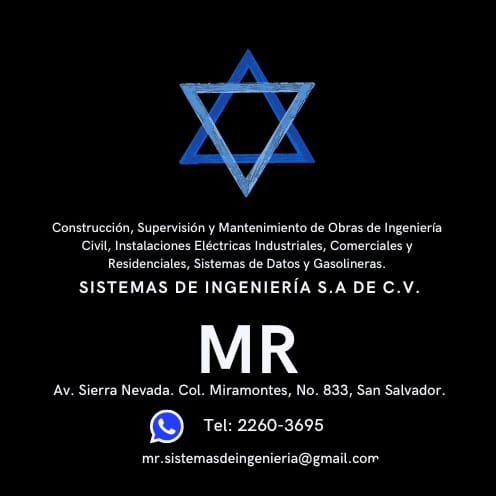 Construcción, Supervisión y Mantenimiento de Obras de Ingeniería
Civil, Instalaciones Eléctricas Industriales, Comerciales y
Residenciales, Sistemas de Datos y Gasolineras.
SISTEMAS DE INGENIERÍA S.A DE C.V.
MR
Av. Sierra Nevada. Col. Miramontes, No. 833, San Salvador.
Tel: 2260-3695
mr.sistemasdeingenieria@gmail.com